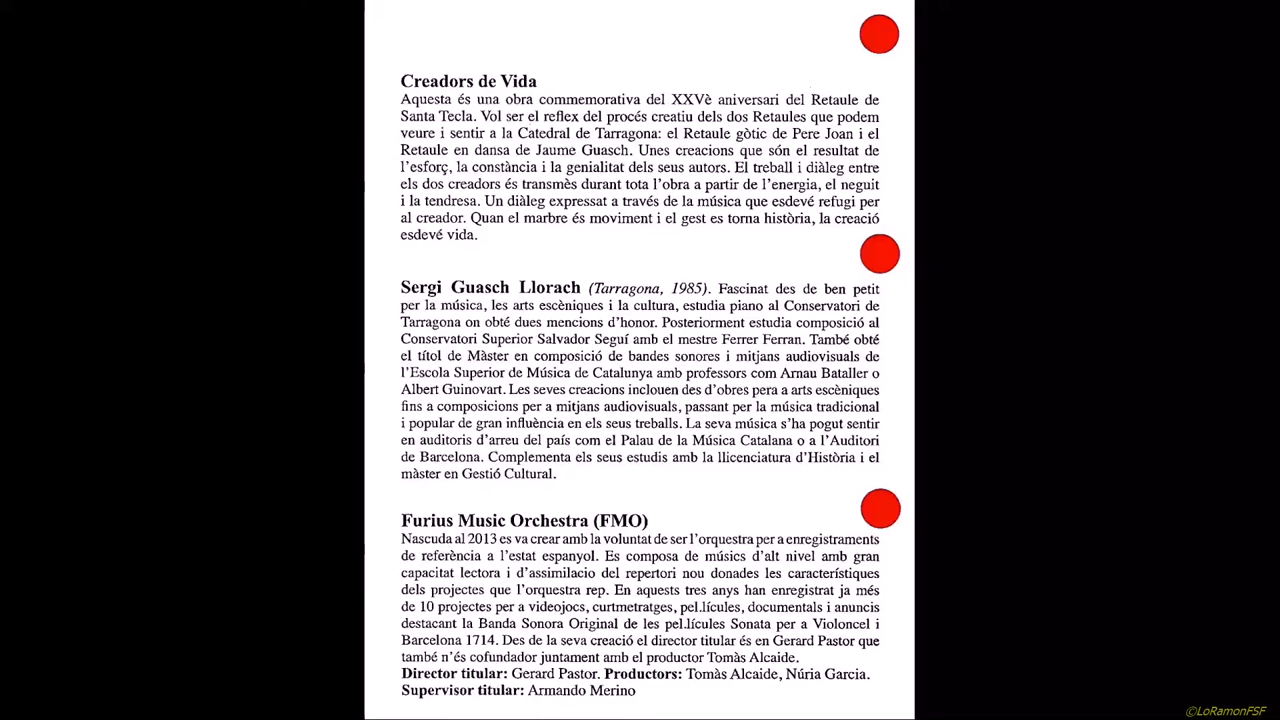 Creadors de Vida
Aquesta és una obra commemorativa del XXVè aniversari del Retaule de
Santa Tecla. Vol ser el reflex del procés creatiu dels dos Retaules que podem
veure i sentir a la Catedral de Tarragona: el Retaule gòtic de Pere Joan i el
Retaule en dansa de Jaume Guasch. Unes creacions que són el resultat de
l'esforç, la constància i la genialitat dels seus autors. El treball i diàleg entre
els dos creadors és transmès durant tota l'obra a partir de l'energia, el neguit
i la tendresa. Un diàleg expressat a través de la música que esdevé refugi per
al creador. Quan el marbre és moviment i el gest es torna història, la creació
esdevé vida.
Sergi Guasch Llorach (Tarragona, 1985). Fascinat des de ben petit
per la música, les arts escèniques i la cultura, estudia piano al Conservatori de
Tarragona on obté dues mencions d'honor. Posteriorment estudia composició al
Conservatori Superior Salvador Seguí amb el mestre Ferrer Ferran. També obté
el títol de Màster en composició de bandes sonores i mitjans audiovisuals de
l'Escola Superior de Música de Catalunya amb professors com Arnau Bataller o
Albert Guinovart. Les seves creacions inclouen des d'obres pera a arts escèniques
fins a composicions per a mitjans audiovisuals, passant per la música tradicional
i popular de gran influència en els seus treballs. La seva música s'ha pogut sentir
en auditoris d'arreu del país com el Palau de la Música Catalana o a l'Auditori
de Barcelona. Complementa els seus estudis amb la llicenciatura d'Història i el
màster en Gestió Cultural.
Furius Music Orchestra (FMO)
Nascuda al 2013 es va crear amb la voluntat de ser l'orquestra per a enregistraments
de referència a l'estat espanyol. Es composa de músics d'alt nivel amb gran
capacitat lectora i d'assimilacio del repertori nou donades les característiques
dels projectes que l'orquestra rep. En aquests tres anys han enregistrat ja més
de 10 projectes per a videojocs, curtmetratges, pel.lícules, documentals i anuncis
destacant la Banda Sonora Original de les pel.lícules Sonata per a Violoncel i
Barcelona 1714. Des de la seva creació el director titular és en Gerard Pastor que
també n'és cofundador juntament amb el productor Tomàs Alcaide.
Director titular: Gerard Pastor. Productors: Tomàs Alcaide, Núria Garcia.
Supervisor titular: Armando Merino
©LoRamonFSF